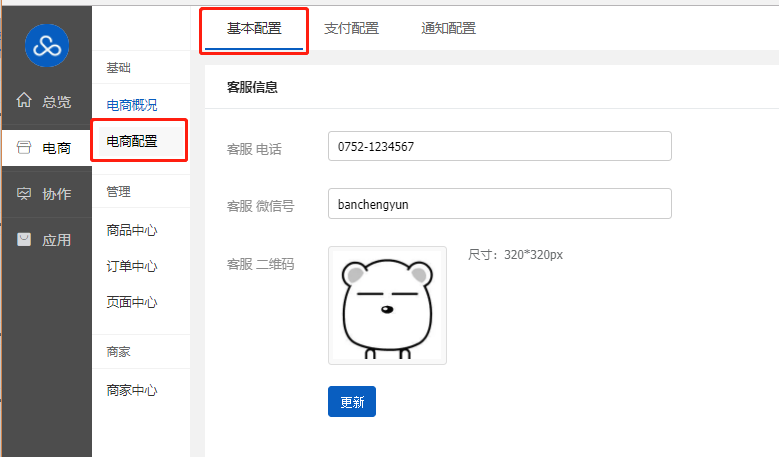 基本配置 支付配置 通知配置
总览
电商
协作
应用
基础
电商概况
电商配置
管理
商品中心
订单中心
页面中心
商家
商家中心
客服信息
客服 电话 0752-1234567
客服 微信号 banchengyun
客服 二维码 尺寸：320*320px
更新